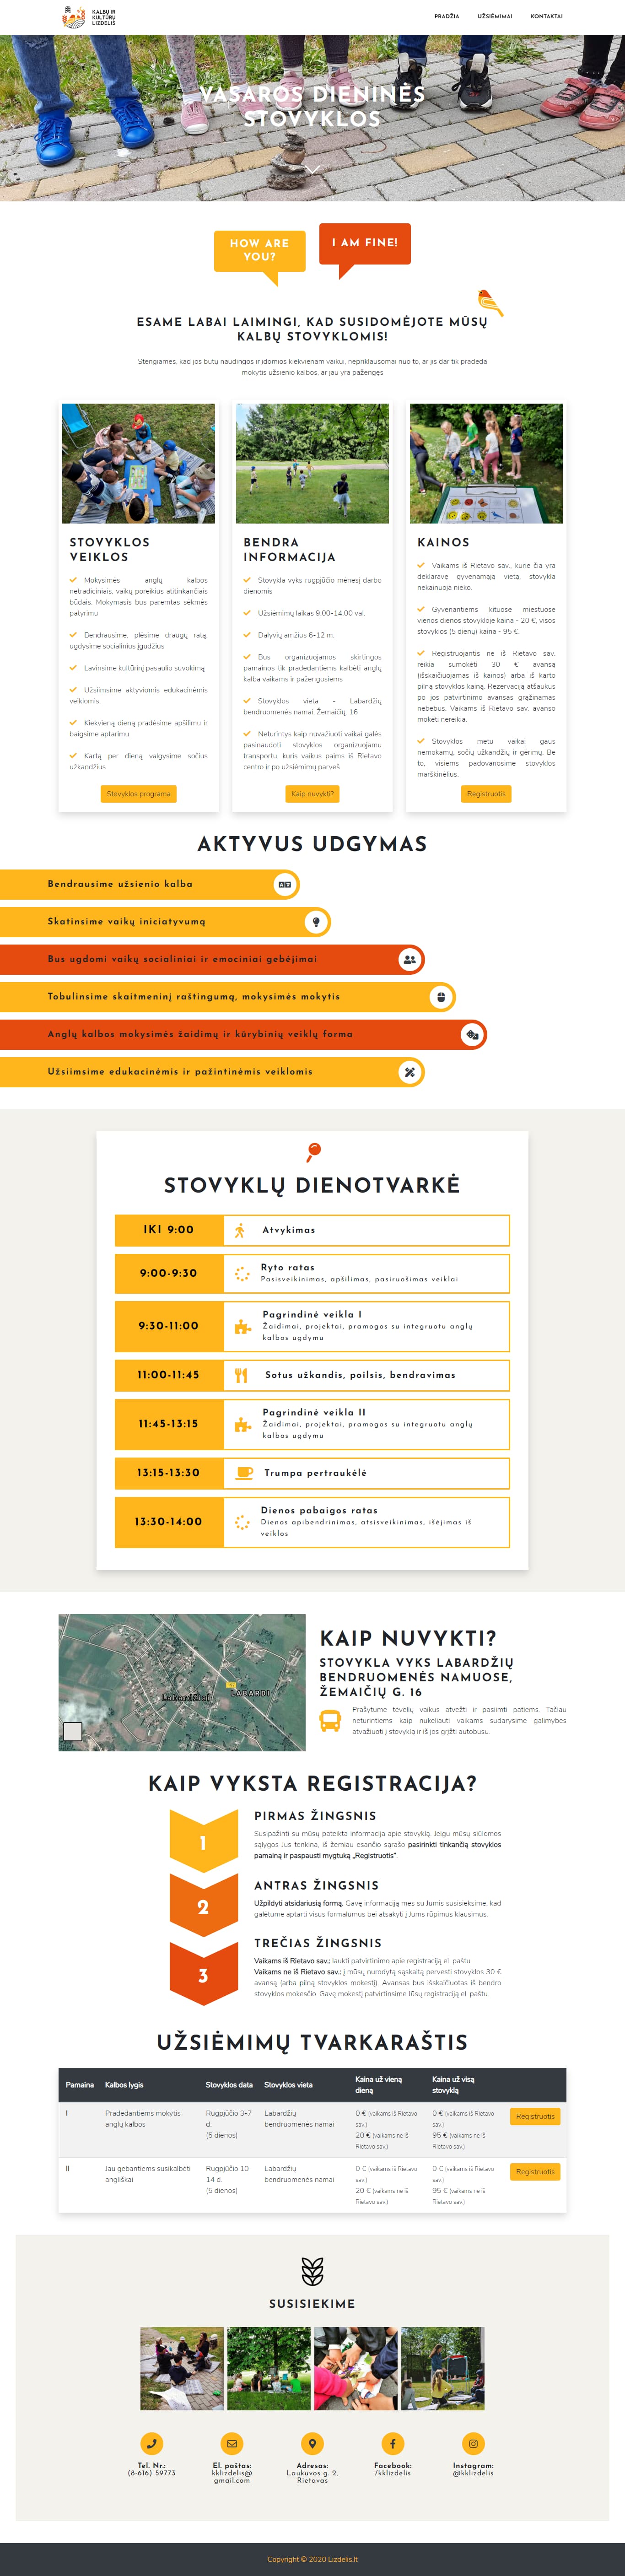 KALBŲ IR
KULTŪRŲ
LIZDELIS
PRADŽIA
UŽSIĖMIMAI
KONTAKTAI
VASAROS DIENINĖS
STOVYKLOS
HOW ARE
YOU?
I AM FINE!
ESAME LABAI LAIMINGI, KAD SUSIDOMĖJOTE MŪSŲ
KALBŲ STOVYKLOMIS!
Stengiamės, kad jos būtų naudingos ir įdomios kiekvienam vaikui, nepriklausomai nuo to, ar jis dar tik pradeda
mokytis užsienio kalbos, ar jau yra pažengęs
STOVYKLOS
VEIKLOS
Mokysimės anglų kalbos
netradiciniais, vaikų poreikius atitinkančiais
būdais. Mokymasis bus paremtas sėkmės
patyrimu
Bendrausime, plėsime draugų ratą,
ugdysime socialinius įgudžius
Lavinsime kultūrinį pasaulio suvokimą
Užsiimsime aktyviomis edukacinėmis
veiklomis.
Kiekvieną dieną pradėsime apšilimu ir
baigsime aptarimu
Kartą per dieną valgysime sočius
užkandžius
Stovyklos programa
BENDRA
INFORMACIJA
Stovykla vyks rugpjūčio mėnesį darbo
dienomis
Užsiėmimų laikas 9:00-14:00 val.
Dalyvių amžius 6-12 m.
Bus organizuojamos skirtingos
pamainos tik pradedantiems kalbėti anglų
kalba vaikams ir pažengusiems
Stovyklos vieta - Labardžių
bendruomenės namai, Žemaičių, 16
Neturintys kaip nuvažiuoti vaikai galės
pasinaudoti stovyklos organizuojamu
transportu, kuris vaikus paims iš Rietavo
centro ir po užsiėmimų parveš
Kaip nuvykti?
KAINOS
Vaikams iš Rietavo sav., kurie čia yra
deklaravę gyvenamąją vietą, stovykla
nekainuoja nieko.
Gyvenantiems kituose miestuose
vienos dienos stovykloje kaina - 20 €, visos
stovyklos (5 dienų) kaina - 95 €.
Registruojantis ne iš Rietavo sav.
reikia sumokėti 30 € avansą
(išskaičiuojamas iš kainos) arba iš karto
pilną stovyklos kainą. Rezervaciją atšaukus
po jos patvirtinimo avansas grąžinamas
nebebus. Vaikams iš Rietavo sav. avanso
mokėti nereikia.
Stovyklos metu vaikai gaus
nemokamų, sočių užkandžių ir gėrimų. Be
to, visiems padovanosime stovyklos
marškinėlius.
Registruotis
AKTYVUS UDGYMAS
Bendrausime užsienio kalba
Skatinsime vaikų iniciatyvumą
Bus ugdomi vaikų socialiniai ir emociniai gebėjimai
Tobulinsime skaitmeninį raštingumą, mokysimės mokytis
Anglų kalbos mokysimės žaidimų ir kūrybinių veiklų forma
Užsiimsime edukacinėmis ir pažintinėmis veiklomis
STOVYKLŲ DIENOTVARKĖ
IKI 9:00
Atvykimas
9:00-9:30
Ryto ratas
Pasisveikinimas, apšilimas, pasiruošimas veiklai
9:30-11:00
Pagrindinė veikla I
Žaidimai, projektai, pramogos su integruotu anglų
kalbos ugdymu
11:00-11:45
Sotus užkandis, poilsis, bendravimas
11:45-13:15
Pagrindinė veikla II
Žaidimai, projektai, pramogos su integruotu anglų
kalbos ugdymu
13:15-13:30
Trumpa pertraukėlė
13:30-14:00
Dienos pabaigos ratas
Dienos apibendrinimas, atsisveikinimas, išėjimas iš
veiklos
Labardžiai
LABARDI
KAIP NUVYKTI?
STOVYKLA VYKS LABARDŽIŲ
BENDRUOMENĖS NAMUOSE,
ŽEMAIČIŲ G. 16
Prašytume tėvelių vaikus atvežti ir pasiimti patiems. Tačiau
neturintiems kaip nukeliauti vaikams sudarysime galimybes
atvažiuoti į stovyklą ir iš jos grįžti autobusu.
KAIP VYKSTA REGISTRACIJA?
1
PIRMAS ŽINGSNIS
Susipažinti su mūsų pateikta informacija apie stovyklą. Jeigu mūsų siūlomos
sąlygos Jus tenkina, iš žemiau esančio sąrašo pasirinkti tinkančią stovyklos
pamainą ir paspausti mygtuką „Registruotis“.
2
ANTRAS ŽINGSNIS
Užpildyti atsidariusią formą. Gavę informaciją mes su Jumis susisieksime, kad
galėtume aptarti visus formalumus bei atsakyti į Jums rūpimus klausimus.
3
TREČIAS ŽINGSNIS
Vaikams iš Rietavo sav.: laukti patvirtinimo apie registraciją el. paštu.
Vaikams ne iš Rietavo sav.: į mūsų nurodytą sąskaitą pervesti stovyklos 30 €
avansą (arba pilną stovyklos mokestį). Avansas bus išskaičiuotas iš bendro
stovyklos mokesčio. Gavę mokestį patvirtinsime Jūsų registraciją el. paštu.
UŽSIĖMIMŲ TVARKARAŠTIS
Pamaina
Kalbos lygis
Stovyklos data
Stovyklos vieta
Kaina už vieną
dieną
Kaina už visą
stovyklą
I
Pradedantiems mokytis
anglų kalbos
Rugpjūčio 3-7
d.
(5 dienos)
Labardžių
bendruomenės namai
0 € (vaikams iš Rietavo
sav.)
20 € (vaikams ne iš
Rietavo sav.)
0 € (vaikams iš Rietavo
sav.)
95 € (vaikams ne iš
Rietavo sav.)
Registruotis
II
Jau gebantiems susikalbėti
angliškai
Rugpjūčio 10-
14 d.
(5 dienos)
Labardžių
bendruomenės namai
0 € (vaikams iš Rietavo
sav.)
20 € (vaikams ne iš
Rietavo sav.)
0 € (vaikams iš Rietavo
sav.)
95 € (vaikams ne iš
Rietavo sav.)
Registruotis
SUSISIEKIME
Tel. Nr.:
(8-616) 59773
El. paštas:
kklizdelis@
gmail.com
Adresas:
Laukuvos g. 2,
Rietavas
Facebook:
/kklizdelis
Instagram:
@kklizdelis
Copyright © 2020 Lizdelis.lt